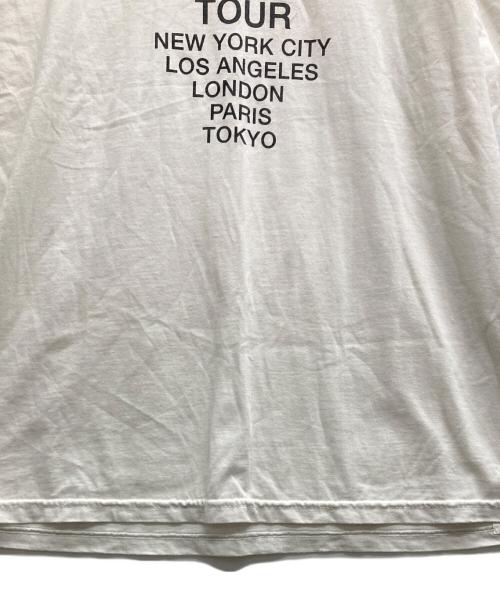 TOUR
NEW YORK CITY
LOS ANGELES
LONDON
PARIS
TOKYO